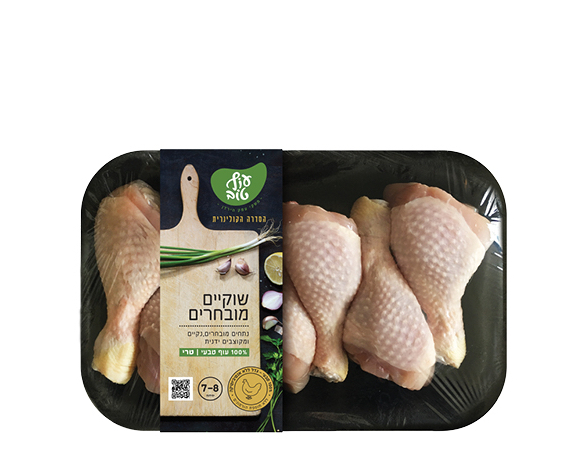 עוף
טוב
הסדרה הקולינרית
שוקיים
מובחרים
נתחים מובחרים, נקיים
ומקוצבים ידנית
100% עוף טבעי | טרי
7-8